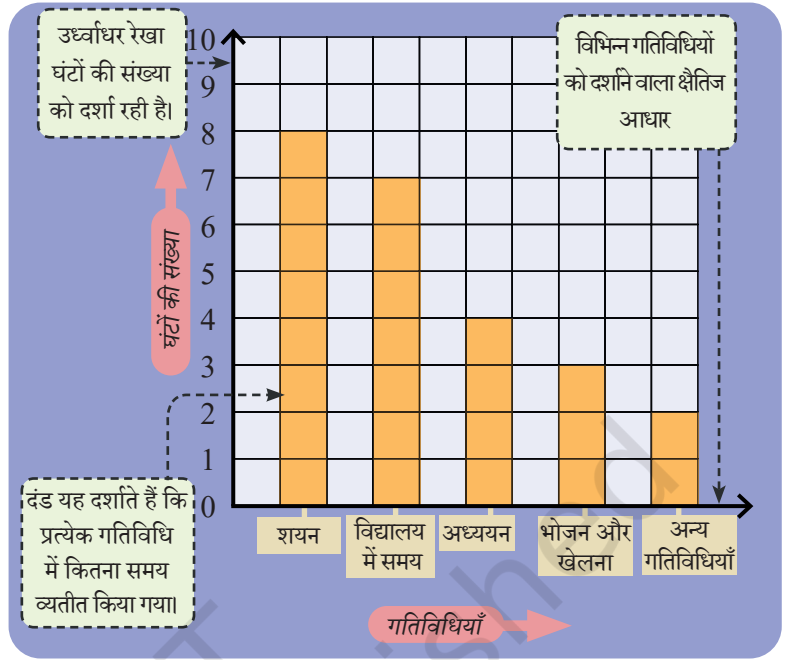 उर्ध्वाधर रेखा
घंटों की संख्या
को दर्शा रही है।
विभिन्न गतिविधियों
को दर्शाने वाला क्षैतिज
आधार
10
9
8
7
6
5
4
3
2
1
0
घंटों की संख्या
दंड यह दर्शाते हैं कि
प्रत्येक गतिविधि
में कितना समय
व्यतीत किया गया।
शयन
विद्यालय
में समय
अध्ययन
भोजन और
खेलना
अन्य
गतिविधियाँ
गतिविधियाँ